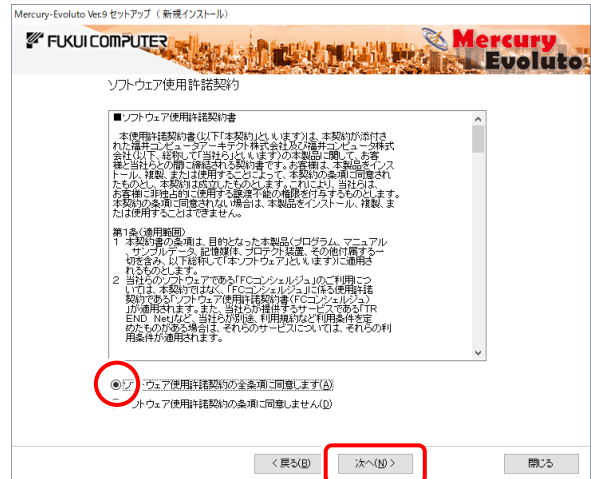 Mercury-Evoluto Ver.9 セットアップ（ 新規インストール）
FUKUI COMPUTER
Mercury
Evoluto
ソフトウェア使用許諾契約
■ソフトウェア使用許諾契約書
本使用許諾契約書(以下「本契約」といいます)は、本契約が添付さ
れた福井コンピュータアーキテクト株式会社及び福井コンピュータ株式
会社(以下、総称して「当社ら」といいます)の本製品に関して、お客
様と当社らとの間に締結される契約書です。お客様は、本製品をインス
トール、複製、または使用することによって、本契約の条項に同意され
たものとし、本契約は成立したものとします。これにより、当社らは、
お客様に非独占的に使用する譲渡不能の権限を付与するものとします。
本契約の条項に同意されない場合は、本製品をインストール、複製、ま
たは使用することはできません。
第1条(適用範囲)
1 本契約書の条項は、目的となった本製品(プログラム、マニュアル
、サンプルデータ、記憶媒体、プロテクト装置、その他付属する一
切を含み、以下総称して「本ソフトウェア」といいます)に適用さ
れるものとします。
2 当社らのソフトウェアである「FCコンシェルジュ」のご利用につ
いては、本契約ではなく、「FCコンシェルジュ」に係る使用許諾
契約である「ソフトウェア使用許諾契約書(FCコンシェルジュ)
」が適用されます。また、当社らが提供するサービスである「TR
END Net」など、当社らが別途、利用規約など利用条件を定
めたものがある場合は、それらのサービスについては、それらの利
用条件が適用されます。
ソフトウェア使用許諾契約の全条項に同意します(A)
トウェア使用許諾契約の条項に同意しません(D)
< 戻る(B)
次へ(N) >
閉じる